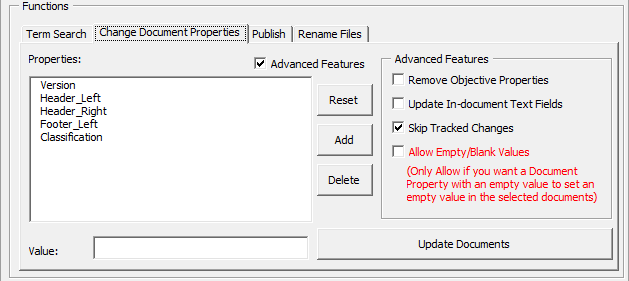 Functions
Term Search
Change Document Properties
Publish
Rename Files
Properties:
Advanced Features
Version
Header_Left
Header_Right
Footer_Left
Classification
Reset
Add
Delete
Value:
Advanced Features
Remove Objective Properties
Update In-document Text Fields
Skip Tracked Changes
Allow Empty/Blank Values
(Only Allow if you want a Document
Property with an empty value to set an
empty value in the selected documents)
Update Documents